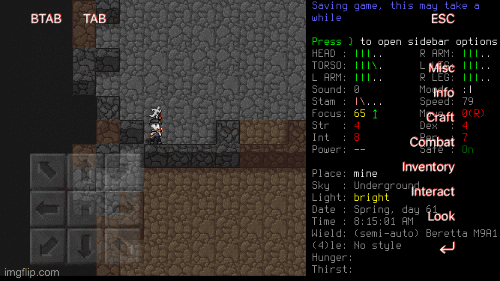 BTAB TAB
Saving game, this may take a
while
ESC
Press } to open sidebar options
HEAD : |||.. R ARM: |||..
TORSO: |||\. L LEG: |||..
L ARM: |||.. R LEG: |||..
Misc
Sound: 0 :|
Info
Stam : |\... Speed: 79
Focus: 65 ↑ 0(R)
Craft
Str : 4 Dex : 4
Int : 8 7
Combat
Power: -- Safe : On
Inventory
Place: mine
Sky : Underground
Interact
Light: bright
Date : Spring, day 61
Look
Time : 8:15:01 AM
Wield: (semi-auto) Beretta M9A1
(4)le: No style
Hunger:
Thirst:
imgflip.com